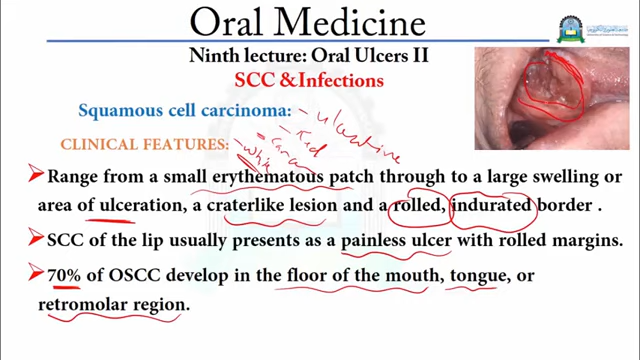 Oral Medicine
Ninth lecture: Oral Ulcers II
SCC & Infections
Squamous cell carcinoma: - ulcerative
- Red
CLINICAL FEATURES:
➤Range from a small erythematous patch through to a large swelling or
area of ulceration, a craterlike lesion and a rolled, indurated border .
➤SCC of the lip usually presents as a painless ulcer with rolled margins.
➤70% of OSCC develop in the floor of the mouth, tongue, or
retromolar region.